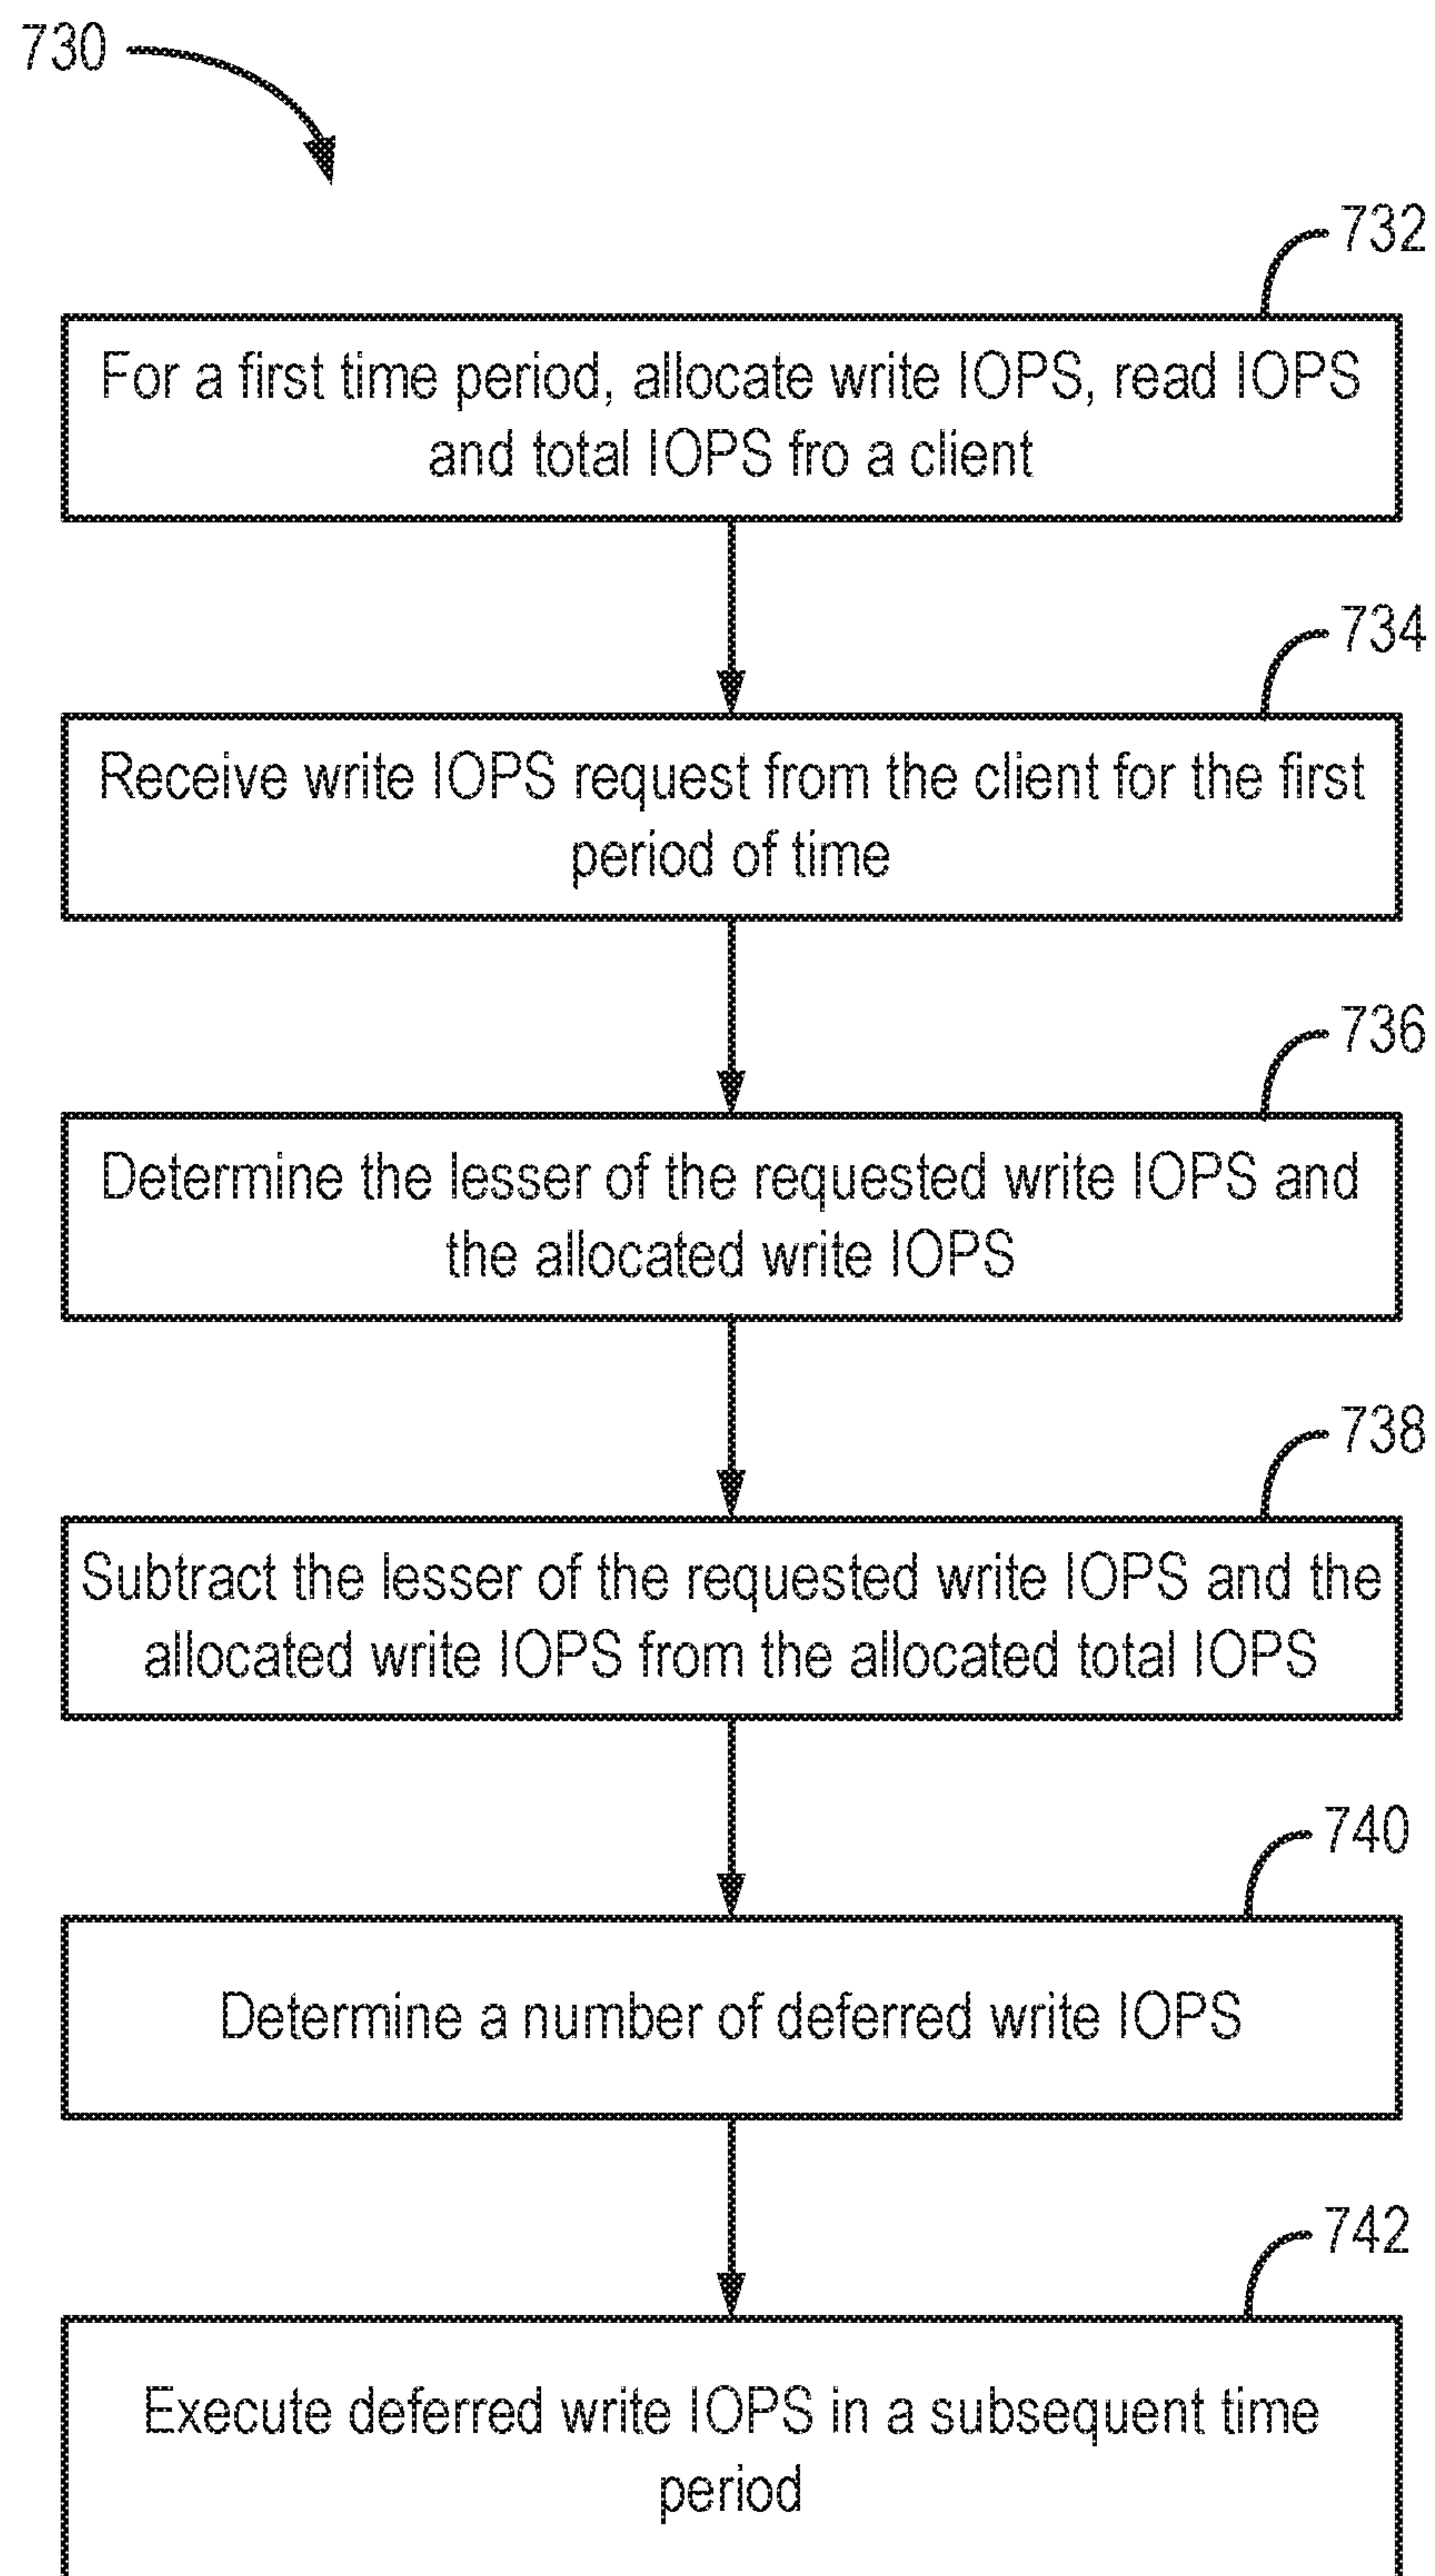 730
732
For a first time period, allocate write IOPS, read IOPS
and total IOPS fro a client
734
Receive write IOPS request from the client for the first
period of time
736
Determine the lesser of the requested write IOPS and
the allocated write IOPS
738
Subtract the lesser of the requested write IOPS and the
allocated write IOPS from the allocated total IOPS
740
Determine a number of deferred write IOPS
742
Execute deferred write IOPS in a subsequent time
period